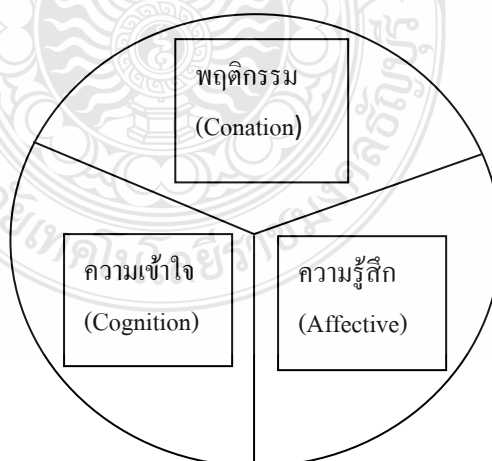 พฤติกรรม
(Conation)
ความเข้าใจ
(Cognition)
ความรู้สึก
(Affective)